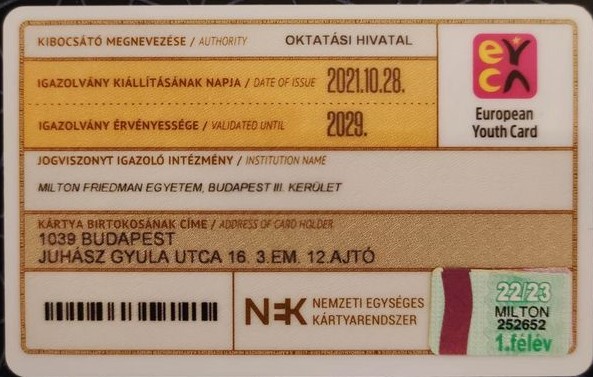 KIBOCSÁTÓ MEGNEVEZÉSE / AUTHORITY OKTATÁSI HIVATAL
IGAZOLVÁNY KIÁLLÍTÁSÁNAK NAPJA / DATE OF ISSUE 2021.10.28.
IGAZOLVÁNY ÉRVÉNYESSÉGE / VALIDATED UNTIL 2029.
eyca
European
Youth Card
JOGVISZONYT IGAZOLÓ INTÉZMÉNY / INSTITUTION NAME
MILTON FRIEDMAN EGYETEM, BUDAPEST III. KERÜLET
KÁRTYA BIRTOKOSÁNAK CÍME / ADDRESS OF CARD HOLDER
1039 BUDAPEST
JUHÁSZ GYULA UTCA 16. 3.EM. 12.AJTÓ
NEK NEMZETI EGYSÉGES
KÁRTYARENDSZER
22/23
MILTON
252652
1.félév